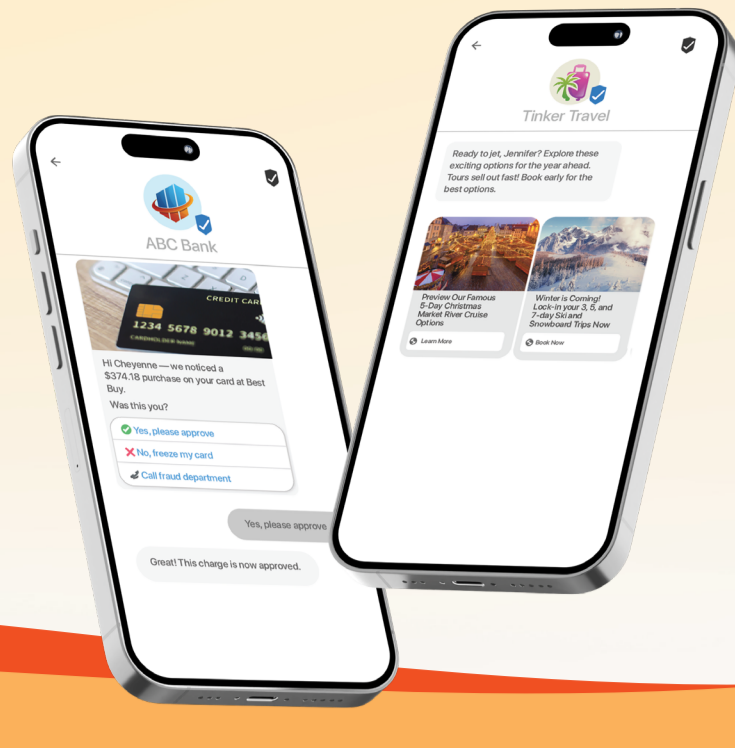 ABC Bank
CREDIT CAR
1234 5678 9012 3456
CARDHOLDER NAME
Hi Cheyenne — we noticed a
$374.18 purchase on your card at Best
Buy.
Was this you?
Yes, please approve
No, freeze my card
Call fraud department
Yes, please approve
Great! This charge is now approved.
Tinker Travel
Ready to jet, Jennifer? Explore these
exciting options for the year ahead.
Tours sell out fast! Book early for the
best options.
Preview Our Famous
5-Day Christmas
Market River Cruise
Options
Learn More
Winter is Coming!
Lock-in your 3, 5, and
7-day Ski and
Snowboard Trips Now
Book Now